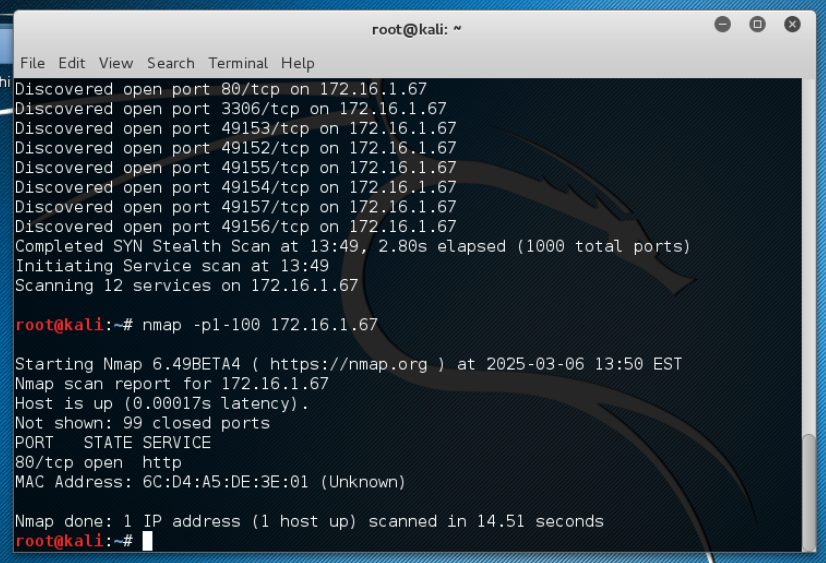 root@kali: ~
File Edit View Search Terminal Help
hi
Discovered open port 80/tcp on 172.16.1.67
Discovered open port 3306/tcp on 172.16.1.67
Discovered open port 49153/tcp on 172.16.1.67
Discovered open port 49152/tcp on 172.16.1.67
Discovered open port 49155/tcp on 172.16.1.67
Discovered open port 49154/tcp on 172.16.1.67
Discovered open port 49157/tcp on 172.16.1.67
Discovered open port 49156/tcp on 172.16.1.67
Completed SYN Stealth Scan at 13:49, 2.80s elapsed (1000 total ports)
Initiating Service scan at 13:49
Scanning 12 services on 172.16.1.67
root@kali:~# nmap -p1-100 172.16.1.67
Starting Nmap 6.49BETA4 ( https://nmap.org ) at 2025-03-06 13:50 EST
Nmap scan report for 172.16.1.67
Host is up (0.00017s latency).
Not shown: 99 closed ports
PORT   STATE SERVICE
80/tcp open  http
MAC Address: 6C:D4:A5:DE:3E:01 (Unknown)
Nmap done: 1 IP address (1 host up) scanned in 14.51 seconds
root@kali:~#